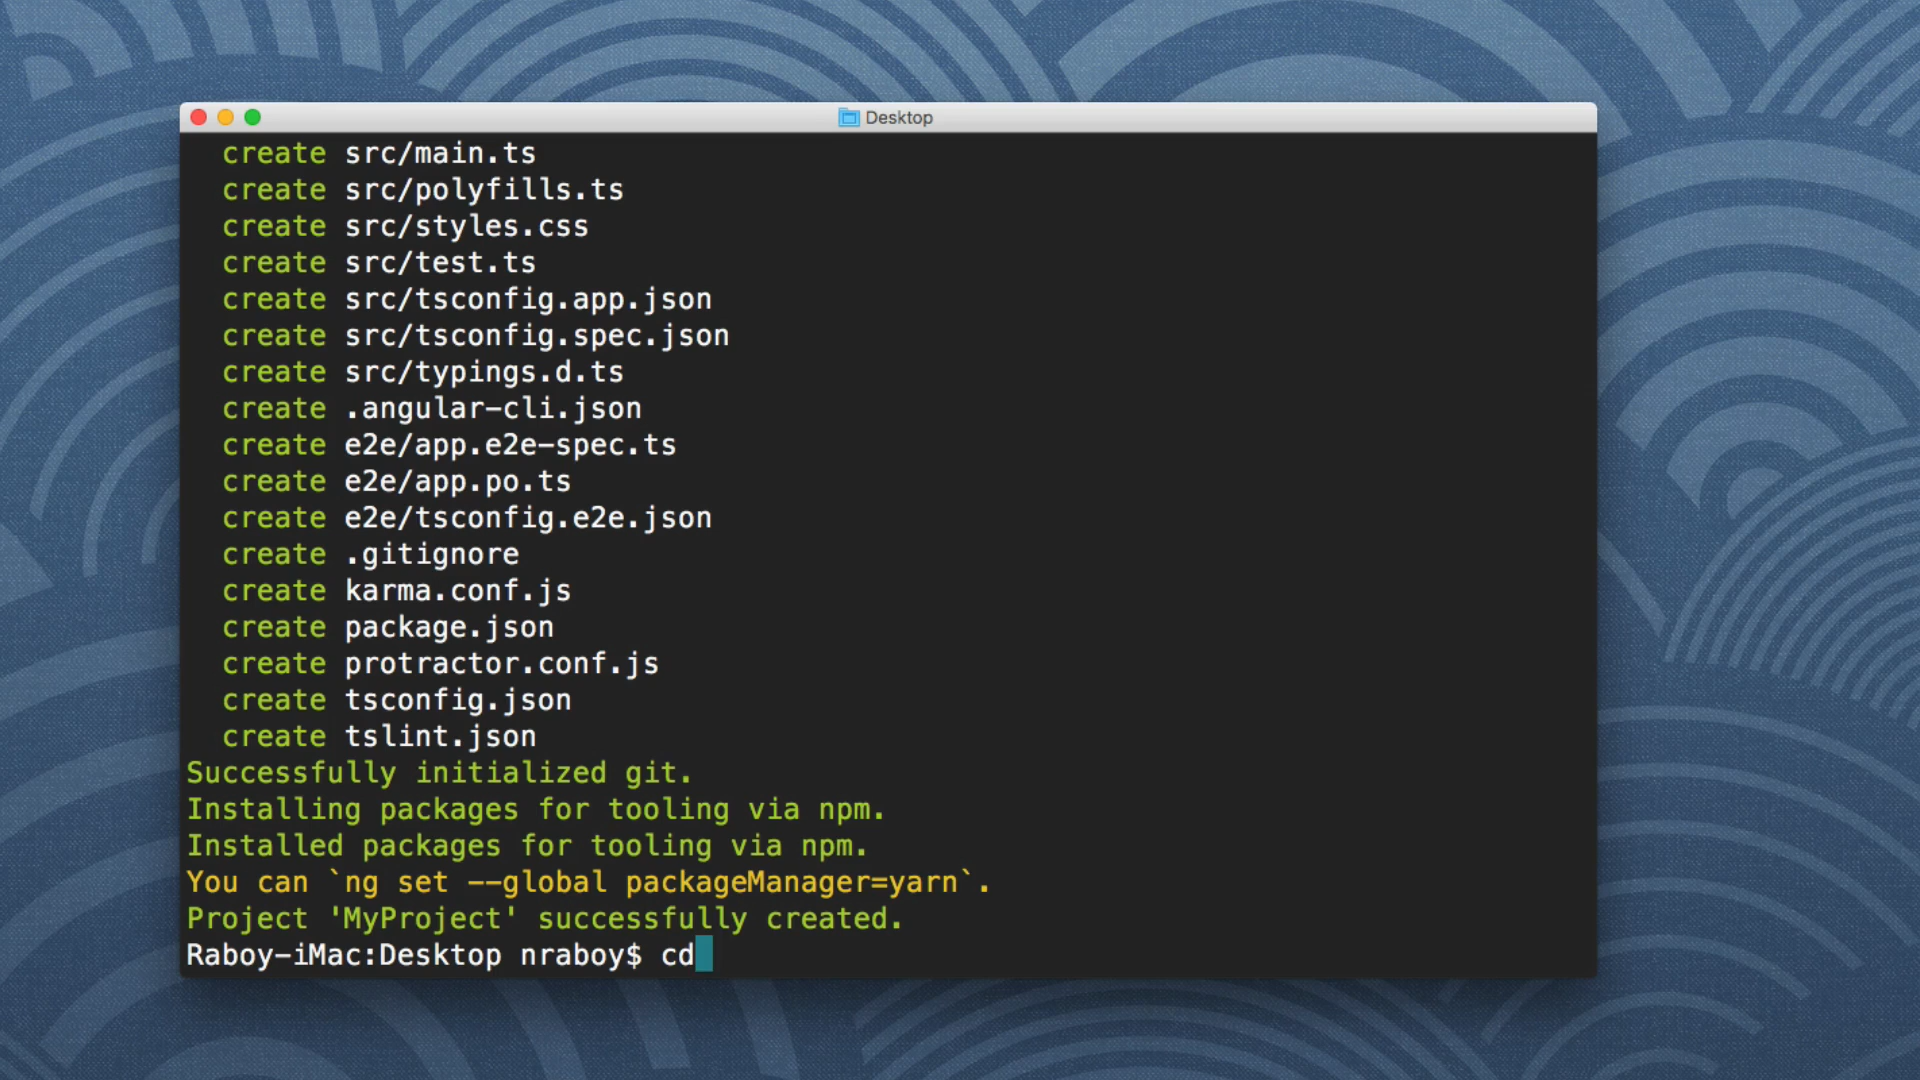 Desktop
create src/main.ts
create src/polyfills.ts
create src/styles.css
create src/test.ts
create src/tsconfig.app.json
create src/tsconfig.spec.json
create src/typings.d.ts
create .angular-cli.json
create e2e/app.e2e-spec.ts
create e2e/app.po.ts
create e2e/tsconfig.e2e.json
create .gitignore
create karma.conf.js
create package.json
create protractor.conf.js
create tsconfig.json
create tslint.json
Successfully initialized git.
Installing packages for tooling via npm.
Installed packages for tooling via npm.
You can `ng set --global packageManager=yarn`.
Project 'MyProject' successfully created.
Raboy-iMac:Desktop nraboy$ cd